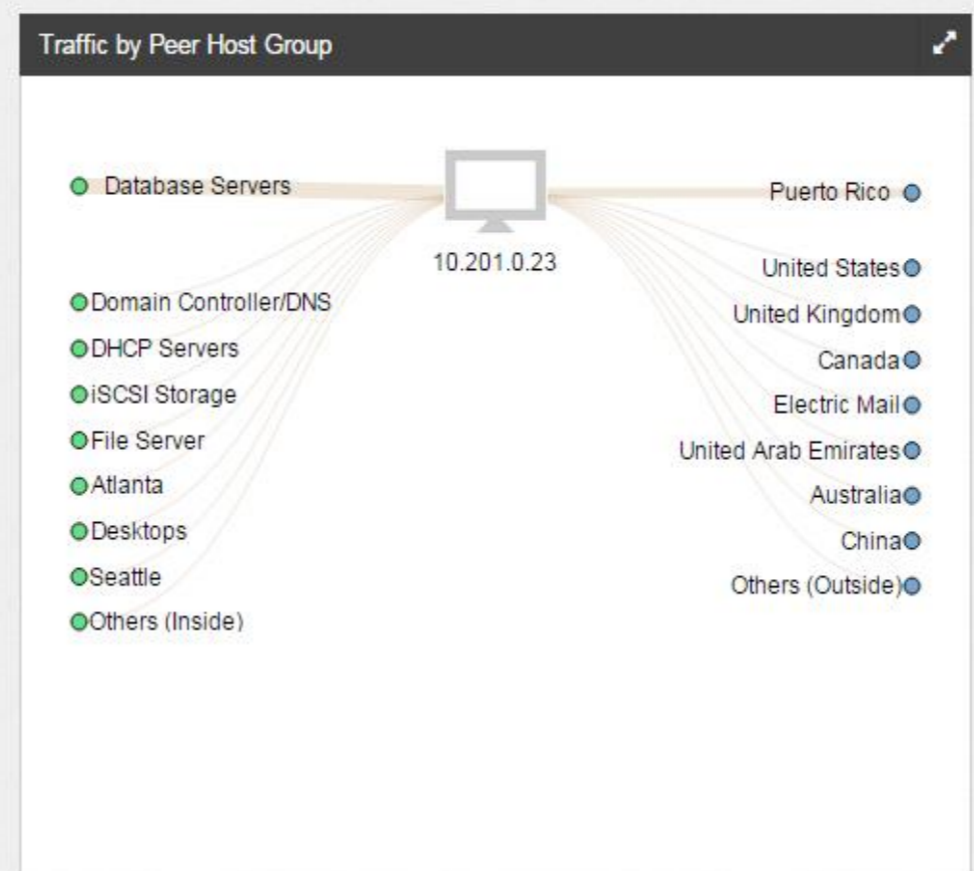 Traffic by Peer Host Group
Database Servers
Domain Controller/DNS
DHCP Servers
iSCSI Storage
File Server
Atlanta
Desktops
Seattle
Others (Inside)
10.201.0.23
Puerto Rico
United States
United Kingdom
Canada
Electric Mail
United Arab Emirates
Australia
China
Others (Outside)